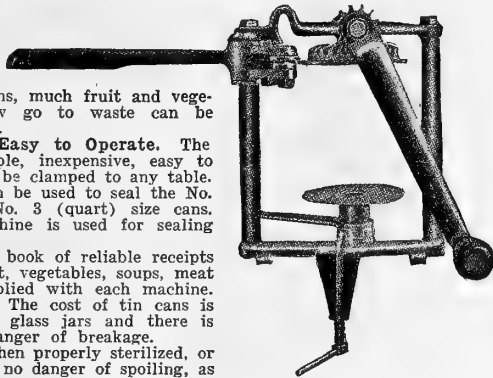 ns, much fruit and vege-
w go to waste can be
Easy to Operate. The
ple, inexpensive, easy to
be clamped to any table.
n be used to seal the No.
No. 3 (quart) size cans.
hine is used for sealing
book of reliable receipts
t, vegetables, soups, meat
plied with each machine.
The cost of tin cans is
glass jars and there is
anger of breakage.
hen properly sterilized, or
no danger of spoiling, as